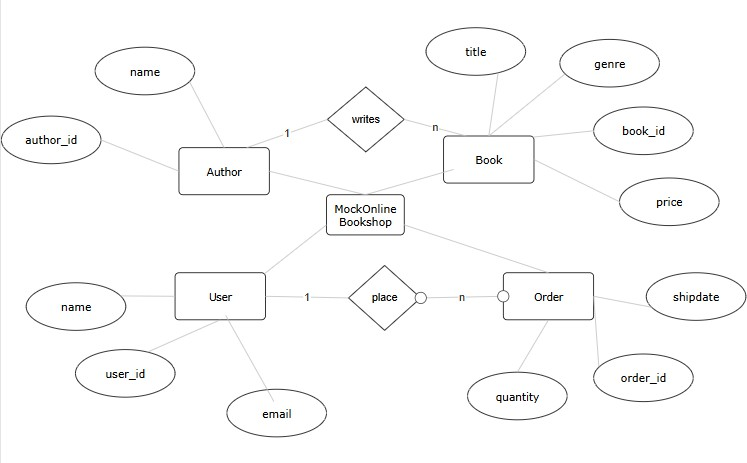 title
genre
name
writes
book_id
1
n
author_id
Book
Author
price
MockOnline
Bookshop
name
User
1
place
n
Order
shipdate
user_id
order_id
quantity
email